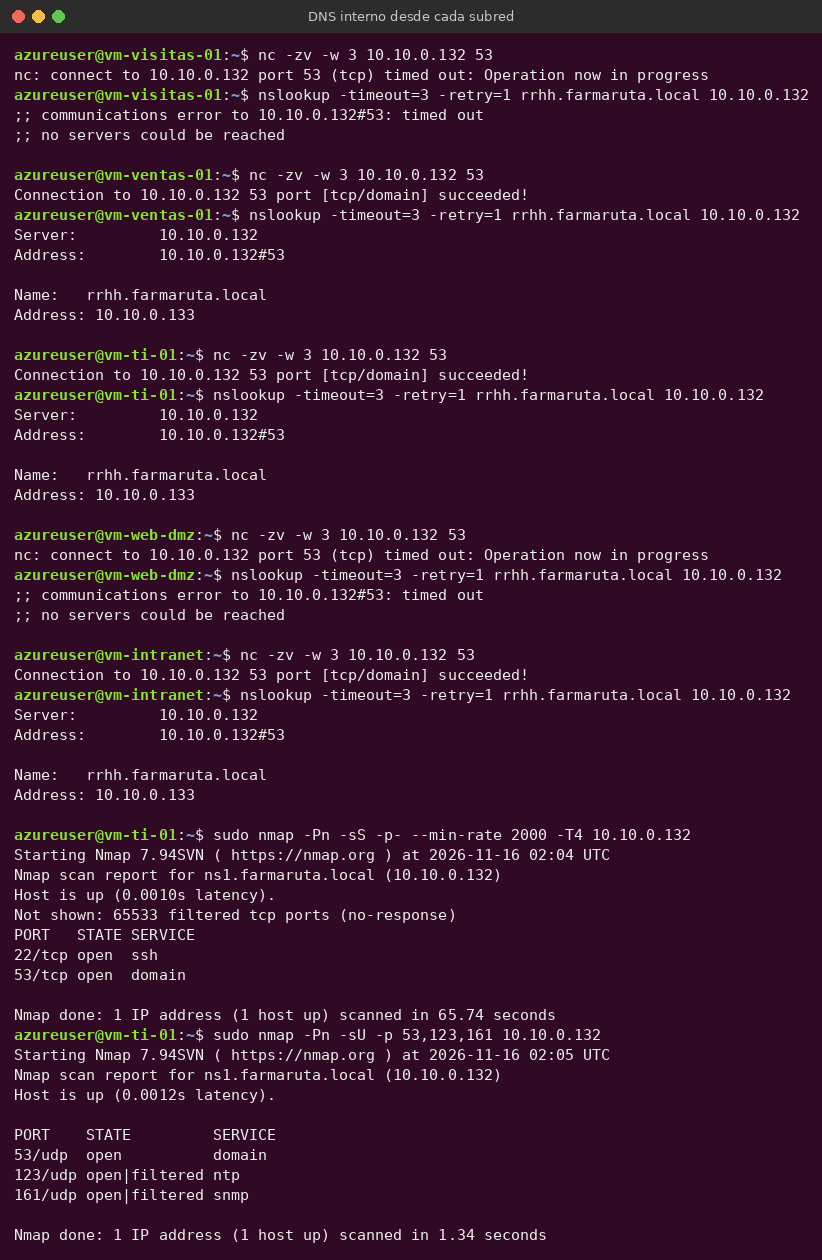 DNS interno desde cada subred
azureuser@vm-visitas-01:~$ nc -zv -w 3 10.10.0.132 53
nc: connect to 10.10.0.132 port 53 (tcp) timed out: Operation now in progress
azureuser@vm-visitas-01:~$ nslookup -timeout=3 -retry=1 rrhh.farmaruta.local 10.10.0.132
;; communications error to 10.10.0.132#53: timed out
;; no servers could be reached
azureuser@vm-ventas-01:~$ nc -zv -w 3 10.10.0.132 53
Connection to 10.10.0.132 53 port [tcp/domain] succeeded!
azureuser@vm-ventas-01:~$ nslookup -timeout=3 -retry=1 rrhh.farmaruta.local 10.10.0.132
Server:         10.10.0.132
Address:        10.10.0.132#53
Name:   rrhh.farmaruta.local
Address: 10.10.0.133
azureuser@vm-ti-01:~$ nc -zv -w 3 10.10.0.132 53
Connection to 10.10.0.132 53 port [tcp/domain] succeeded!
azureuser@vm-ti-01:~$ nslookup -timeout=3 -retry=1 rrhh.farmaruta.local 10.10.0.132
Server:         10.10.0.132
Address:        10.10.0.132#53
Name:   rrhh.farmaruta.local
Address: 10.10.0.133
azureuser@vm-web-dmz:~$ nc -zv -w 3 10.10.0.132 53
nc: connect to 10.10.0.132 port 53 (tcp) timed out: Operation now in progress
azureuser@vm-web-dmz:~$ nslookup -timeout=3 -retry=1 rrhh.farmaruta.local 10.10.0.132
;; communications error to 10.10.0.132#53: timed out
;; no servers could be reached
azureuser@vm-intranet:~$ nc -zv -w 3 10.10.0.132 53
Connection to 10.10.0.132 53 port [tcp/domain] succeeded!
azureuser@vm-intranet:~$ nslookup -timeout=3 -retry=1 rrhh.farmaruta.local 10.10.0.132
Server:         10.10.0.132
Address:        10.10.0.132#53
Name:   rrhh.farmaruta.local
Address: 10.10.0.133
azureuser@vm-ti-01:~$ sudo nmap -Pn -sS -p- --min-rate 2000 -T4 10.10.0.132
Starting Nmap 7.94SVN ( https://nmap.org ) at 2026-11-16 02:04 UTC
Nmap scan report for ns1.farmaruta.local (10.10.0.132)
Host is up (0.0010s latency).
Not shown: 65533 filtered tcp ports (no-response)
PORT   STATE SERVICE
22/tcp open  ssh
53/tcp open  domain
Nmap done: 1 IP address (1 host up) scanned in 65.74 seconds
azureuser@vm-ti-01:~$ sudo nmap -Pn -sU -p 53,123,161 10.10.0.132
Starting Nmap 7.94SVN ( https://nmap.org ) at 2026-11-16 02:05 UTC
Nmap scan report for ns1.farmaruta.local (10.10.0.132)
Host is up (0.0012s latency).
PORT    STATE         SERVICE
53/udp  open          domain
123/udp open|filtered ntp
161/udp open|filtered snmp
Nmap done: 1 IP address (1 host up) scanned in 1.34 seconds